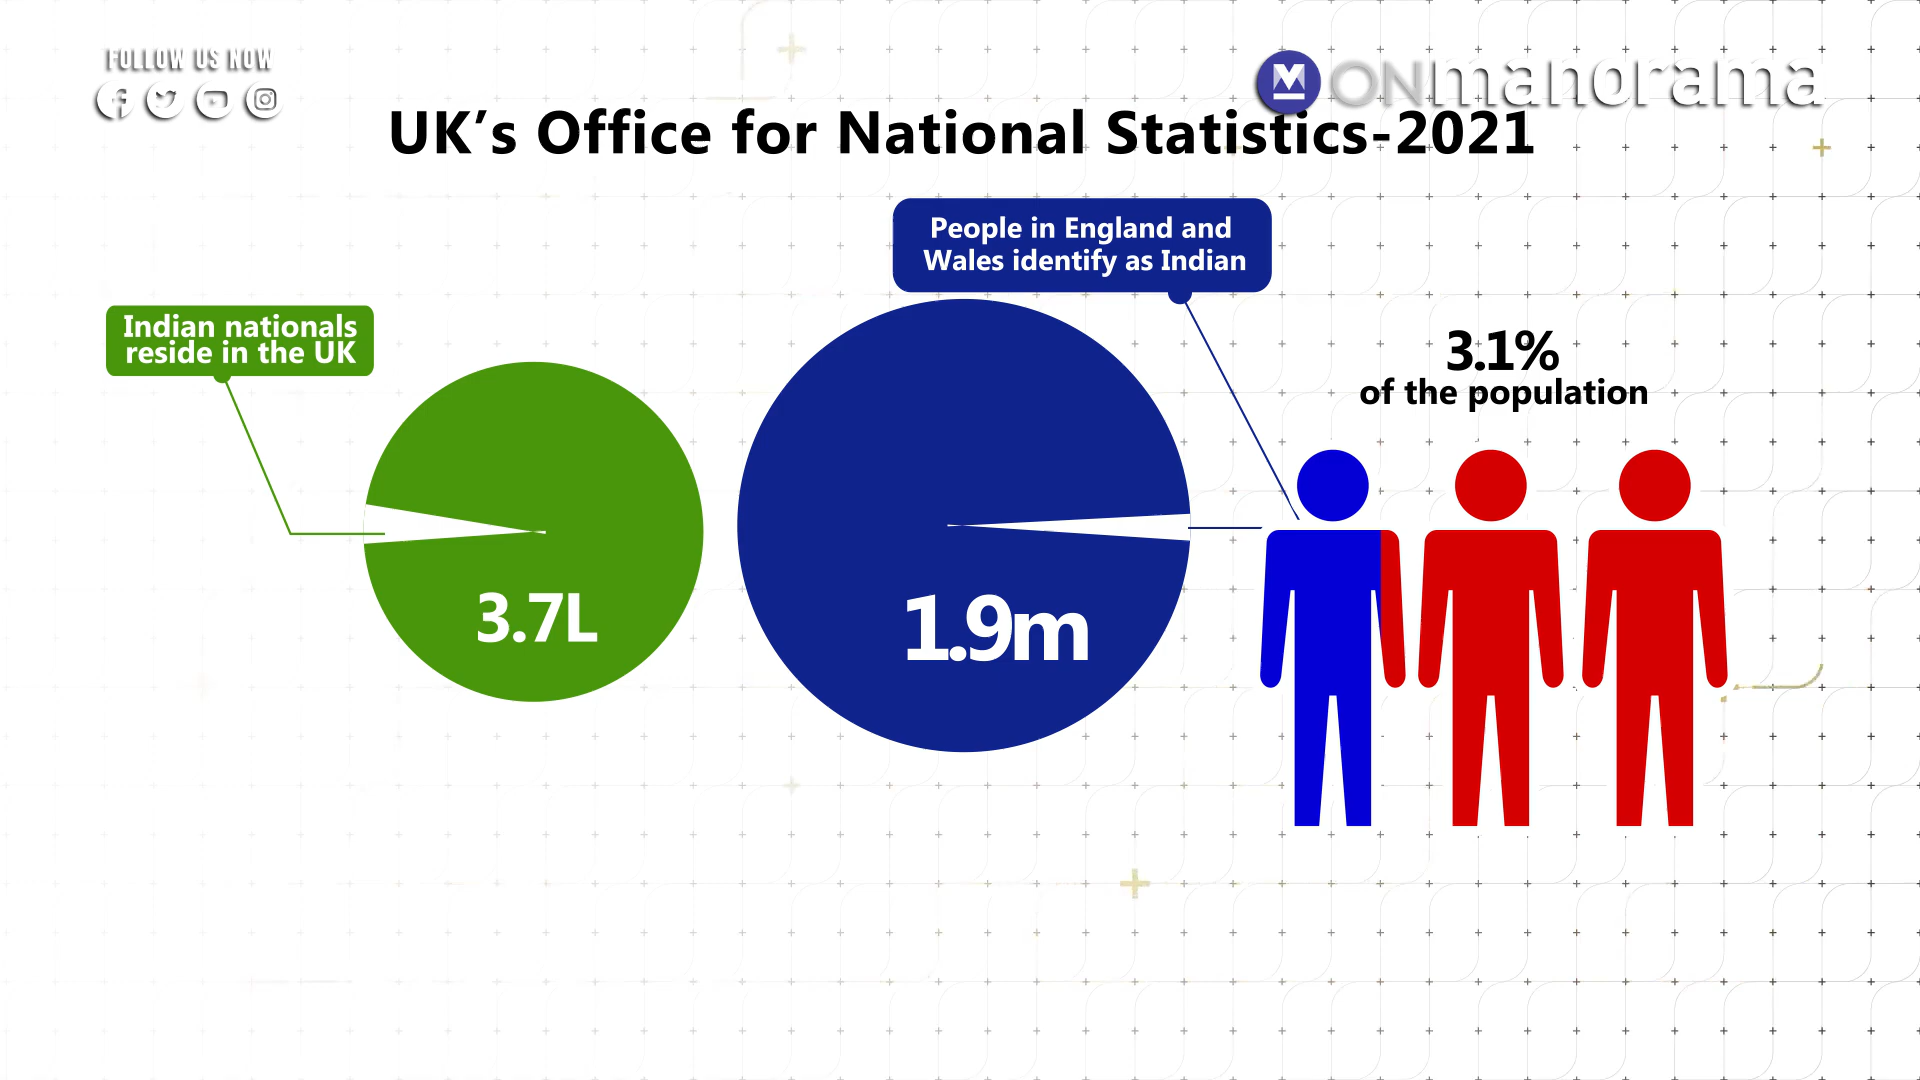 FOLLOW US NOW
ONmanorama
UK’s Office for National Statistics-2021
People in England and
Wales identify as Indian
Indian nationals
reside in the UK
3.1%
of the population
3.7L
1.9m